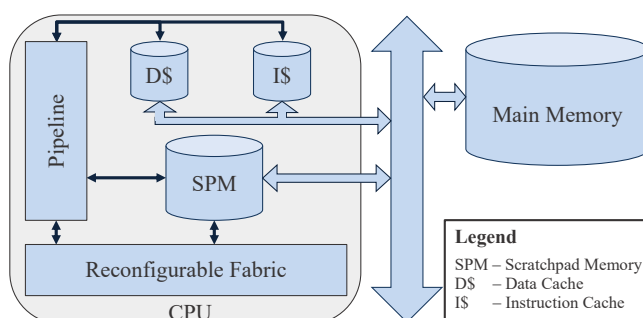 D$
I$
Pipeline
Main Memory
SPM
Reconfigurable Fabric
CPU
Legend
SPM – Scratchpad Memory
D$ – Data Cache
I$ – Instruction Cache